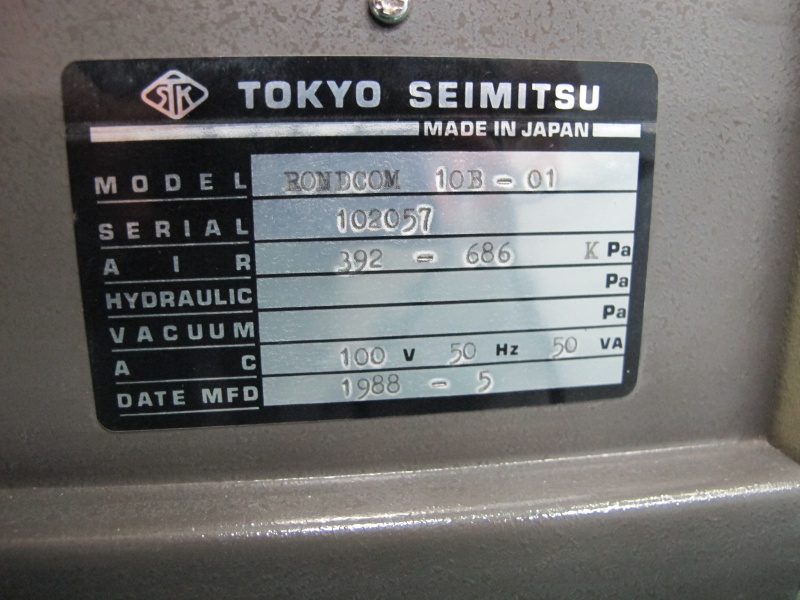 STK TOKYO SEIMITSU
MADE IN JAPAN
MODEL RONDCOM 10B - 01
SERIAL 102057
AIR 392 - 686 K Pa
HYDRAULIC Pa
VACUUM Pa
AC 100 V 50 Hz 50 VA
DATE MFD 1988 - 5